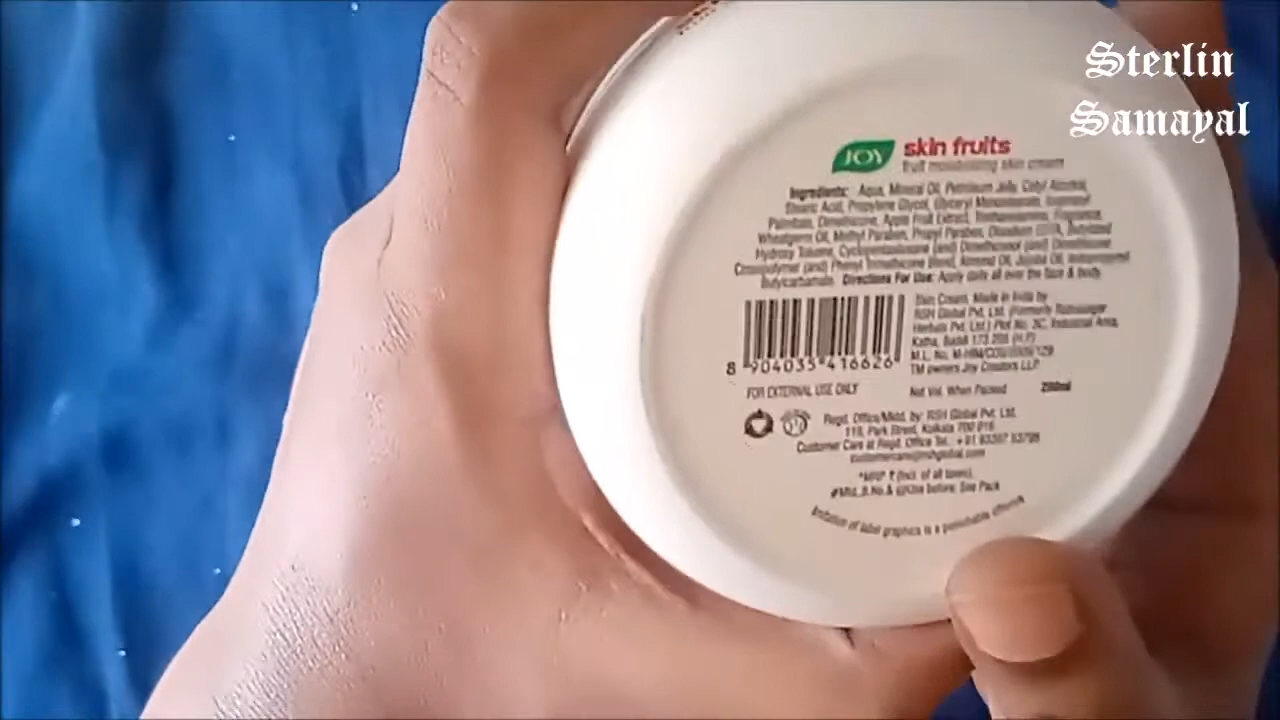 Sterlin
Samayal
JOY skin fruits
fruit moisturising skin cream
Ingredients: Aqua, Mineral Oil, Petroleum Jelly, Cetyl Alcohol,
Stearic Acid, Propylene Glycol, Glyceryl Monostearate, Isopropyl
Palmitate, Dimethicone, Apple Fruit Extract, Triethanolamine, Fragrance,
Wheatgerm Oil, Methyl Paraben, Propyl Paraben, Disodium EDTA, Butylated
Hydroxy Toluene, Cyclopentasiloxane (and) Dimethiconol (and) Dimethicone
Crosspolymer (and) Phenyl Trimethicone Blend, Almond Oil, Jojoba Oil,
Butylcarbamate. Directions For Use: Apply daily all over the face & body.
Skin Cream. Made in India by
RSH Global Pvt. Ltd. (Formerly
Herbals Pvt. Ltd.) Plot No. 3C, Industrial Area,
Katha, Baddi 173 205 (H.P.)
M.L. No.
TM owners Joy Creators LLP
8 904035 416626
FOR EXTERNAL USE ONLY
Net Vol. When Packed 200ml
Regd. Office/Mktd. by: RSH Global Pvt. Ltd.
119, Park Street, Kolkata 700 016
Customer Care at Regd. Office Tel.: +91
customercare@rshglobal.com
*MRP ₹ (Incl. of all taxes),
#Mfd.,B.No.& @Use before: See Pack
Imitation of label graphics is a punishable offence